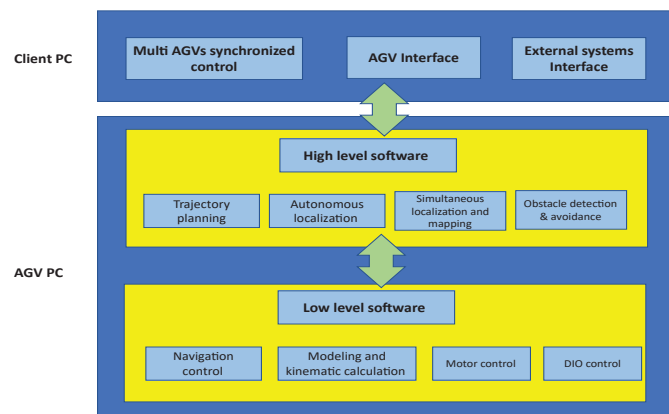 Client PC
Multi AGVs synchronized
control
AGV Interface
External systems
Interface
AGV PC
High level software
Trajectory
planning
Autonomous
localization
Simultaneous
localization and
mapping
Obstacle detection
& avoidance
Low level software
Navigation
control
Modeling and
kinematic calculation
Motor control
DIO control